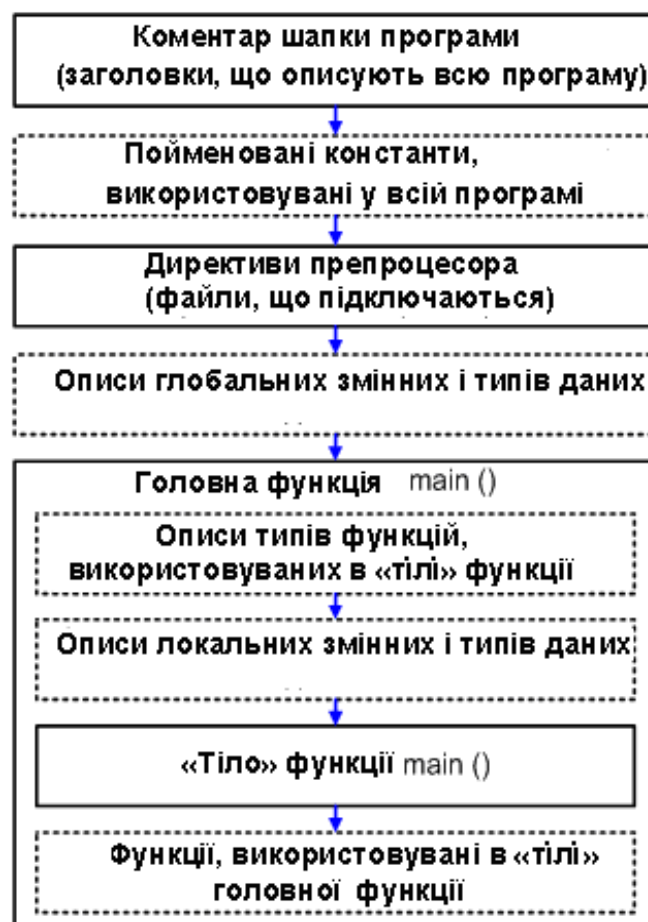 Коментар шапки програми
(заголовки, що описують всю програму)
Пойменовані константи,
використовувані у всій програмі
Директиви препроцесора
(файли, що підключаються)
Описи глобальних змінних і типів даних
Головна функція main ()
Описи типів функцій,
використовуваних в «тілі» функції
Описи локальних змінних і типів даних
«Тіло» функції main ()
Функції, використовувані в «тілі»
головної функції